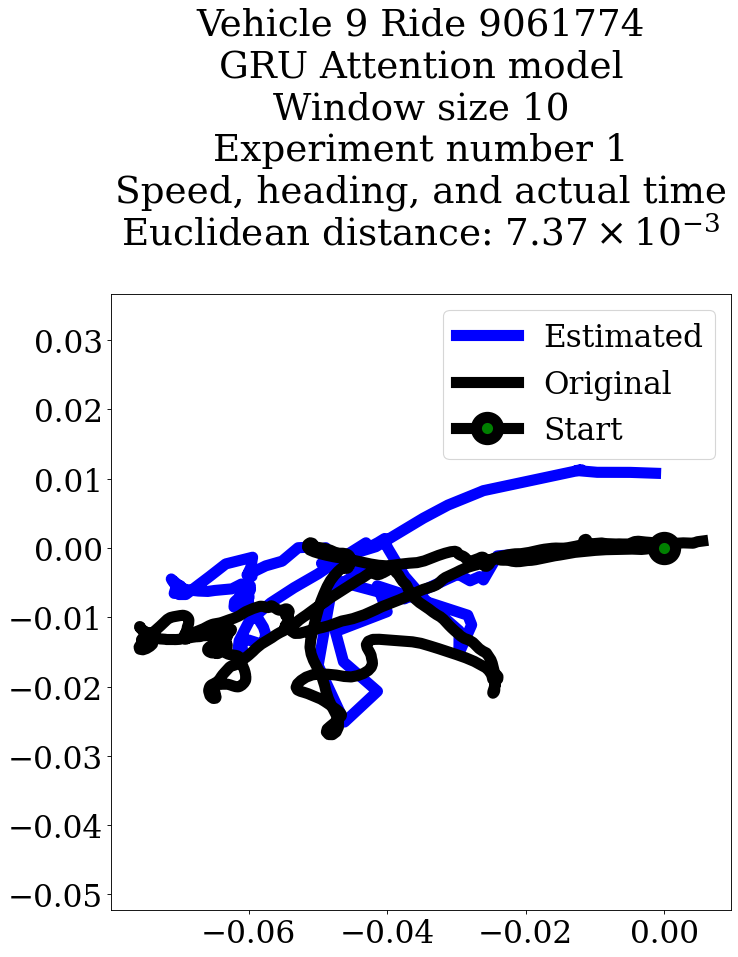 Vehicle 9 Ride 9061774
GRU Attention model
Window size 10
Experiment number 1
Speed, heading, and actual time
Euclidean distance: 7.37 × 10⁻³
Estimated
Original
Start
0.03
0.02
0.01
0.00
−0.01
−0.02
−0.03
−0.04
−0.05
−0.06
−0.04
−0.02
0.00